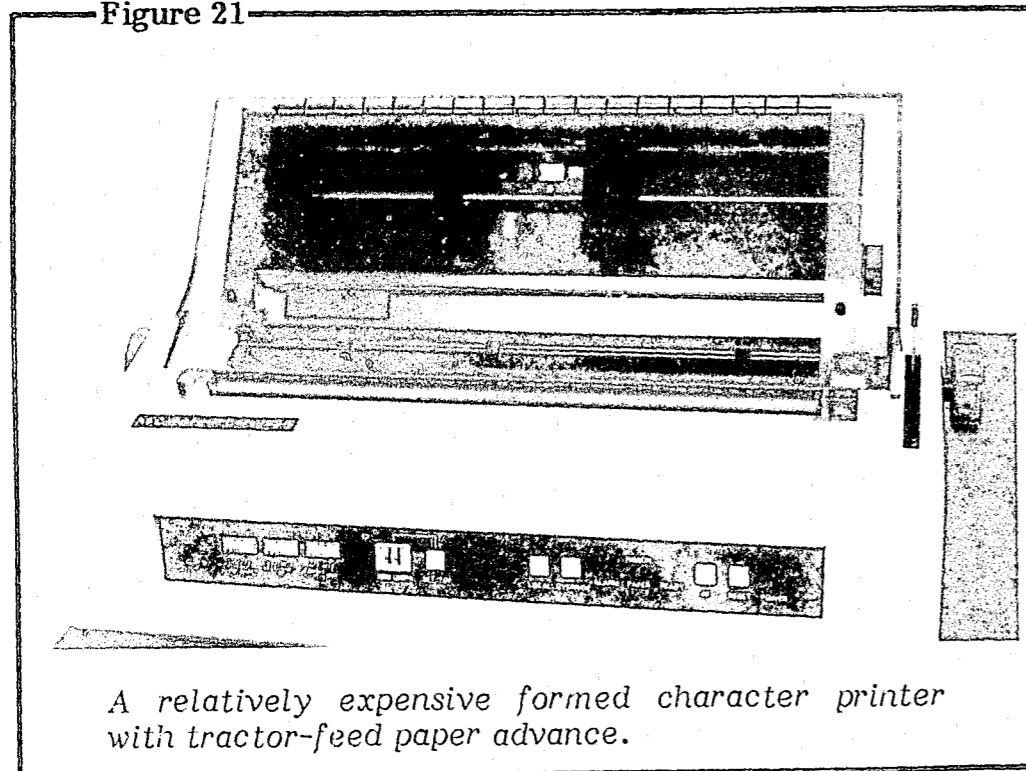 Figure 21
A relatively expensive formed character printer
with tractor-feed paper advance.